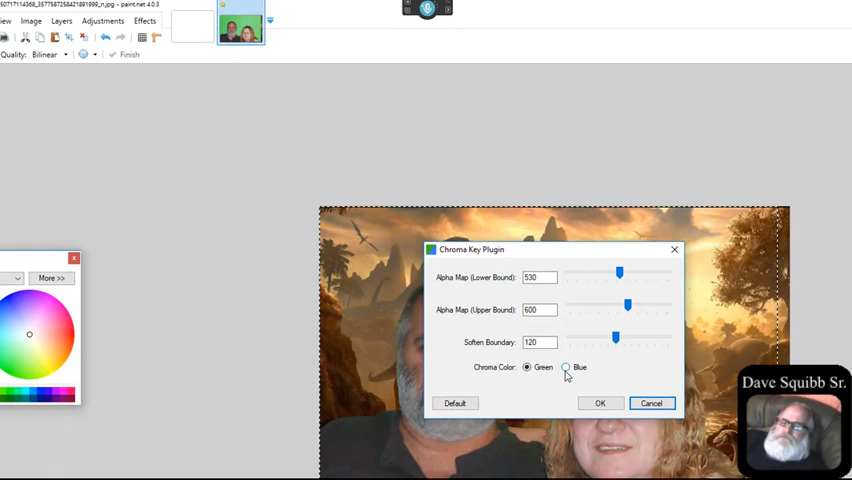 50717114368_3577587258421891999_n.jpg - paint.net 4.0.3
iew Image Layers Adjustments Effects
Quality: Bilinear Finish
Chroma Key Plugin
Alpha Map (Lower Bound): 530
More >>
Alpha Map (Upper Bound): 600
Soften Boundary: 120
Chroma Color: Green Blue
Default OK Cancel
Dave Squibb Sr.